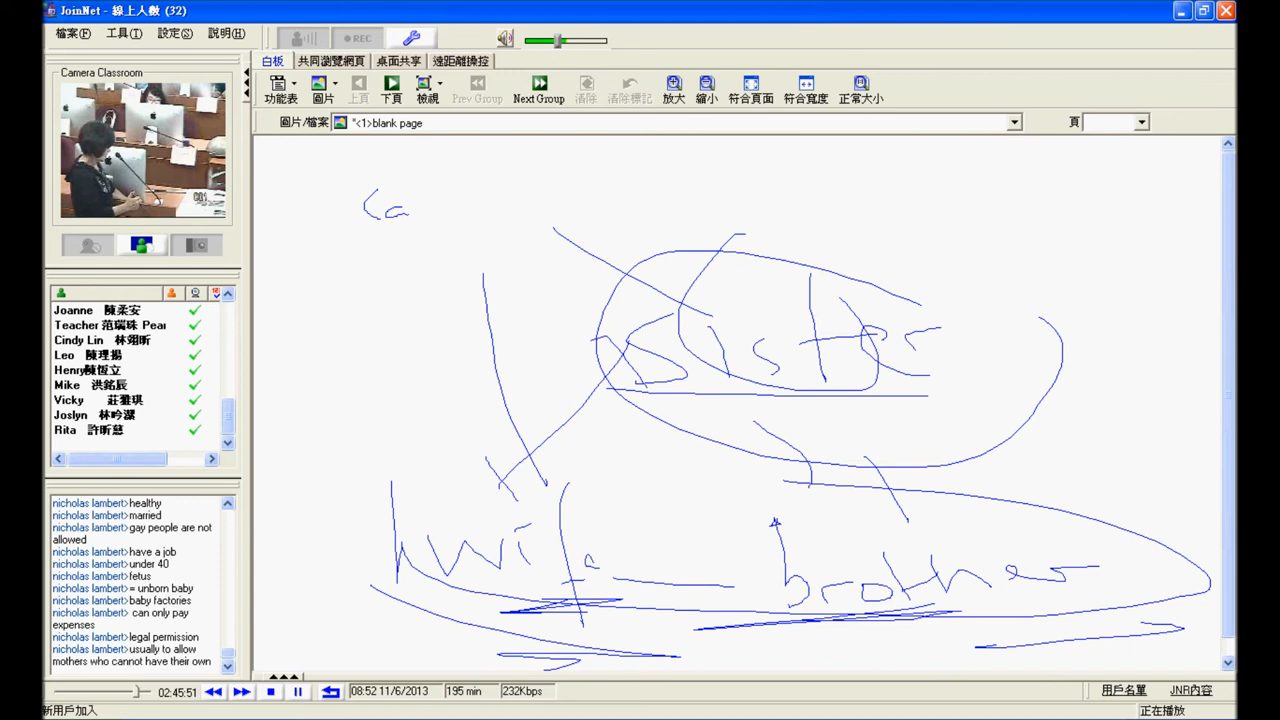 JoinNet - 線上人數 (32)
檔案(F) 工具(I) 設定(S) 說明(H)
REC
Camera Classroom
白板 共同瀏覽網頁 桌面共享 遠距離操控
功能表 圖片 上頁 下頁 檢視 Prev Group Next Group 清除 清除標記 放大 縮小 符合頁面 符合寬度 正常大小
圖片/檔案 *<1>blank page 頁
Ca
sister
wife brother
Joanne 陳柔安
Teacher 范瑞珠 Pear
Cindy Lin 林翊昕
Leo 陳理揚
Henry陳恆立
Mike 洪銘辰
Vicky 莊雅琪
Joslyn 林吟潔
Rita 許昕慈
nicholas lambert> healthy
nicholas lambert> married
nicholas lambert> gay people are not
allowed
nicholas lambert> have a job
nicholas lambert> under 40
nicholas lambert> fetus
nicholas lambert> = unborn baby
nicholas lambert> baby factories
nicholas lambert> can only pay
expenses
nicholas lambert> legal permission
nicholas lambert> usually to allow
mothers who cannot have their own
02:45:51 08:52 11/6/2013 195 min 232Kbps 用戶名單 JNR內容
新用戶加入 正在播放